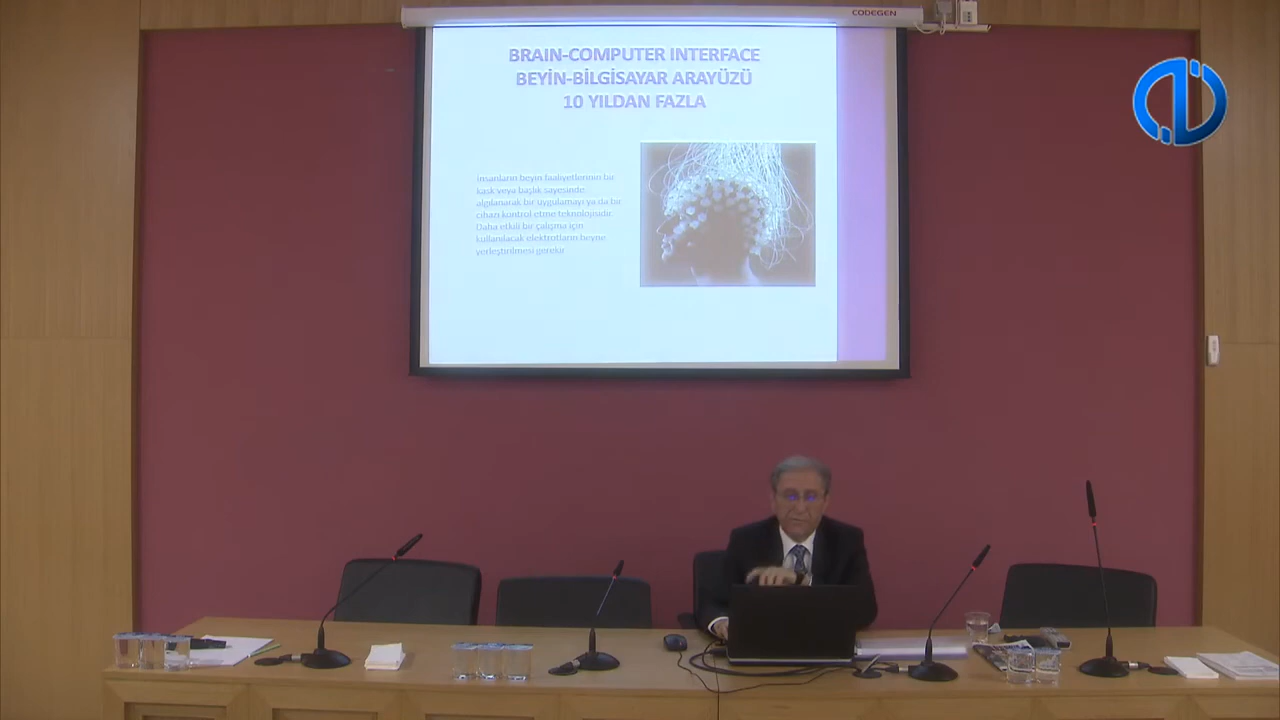 CODEGEN
BRAIN-COMPUTER INTERFACE
BEYİN-BİLGİSAYAR ARAYÜZÜ
10 YILDAN FAZLA
İnsanların beyin faaliyetlerinin bir
kask veya başlık sayesinde
algılanarak bir uygulamayı ya da bir
cihazı kontrol etme teknolojisidir.
Daha etkili bir çalışma için
kullanılacak elektrotların beyne
yerleştirilmesi gerekir